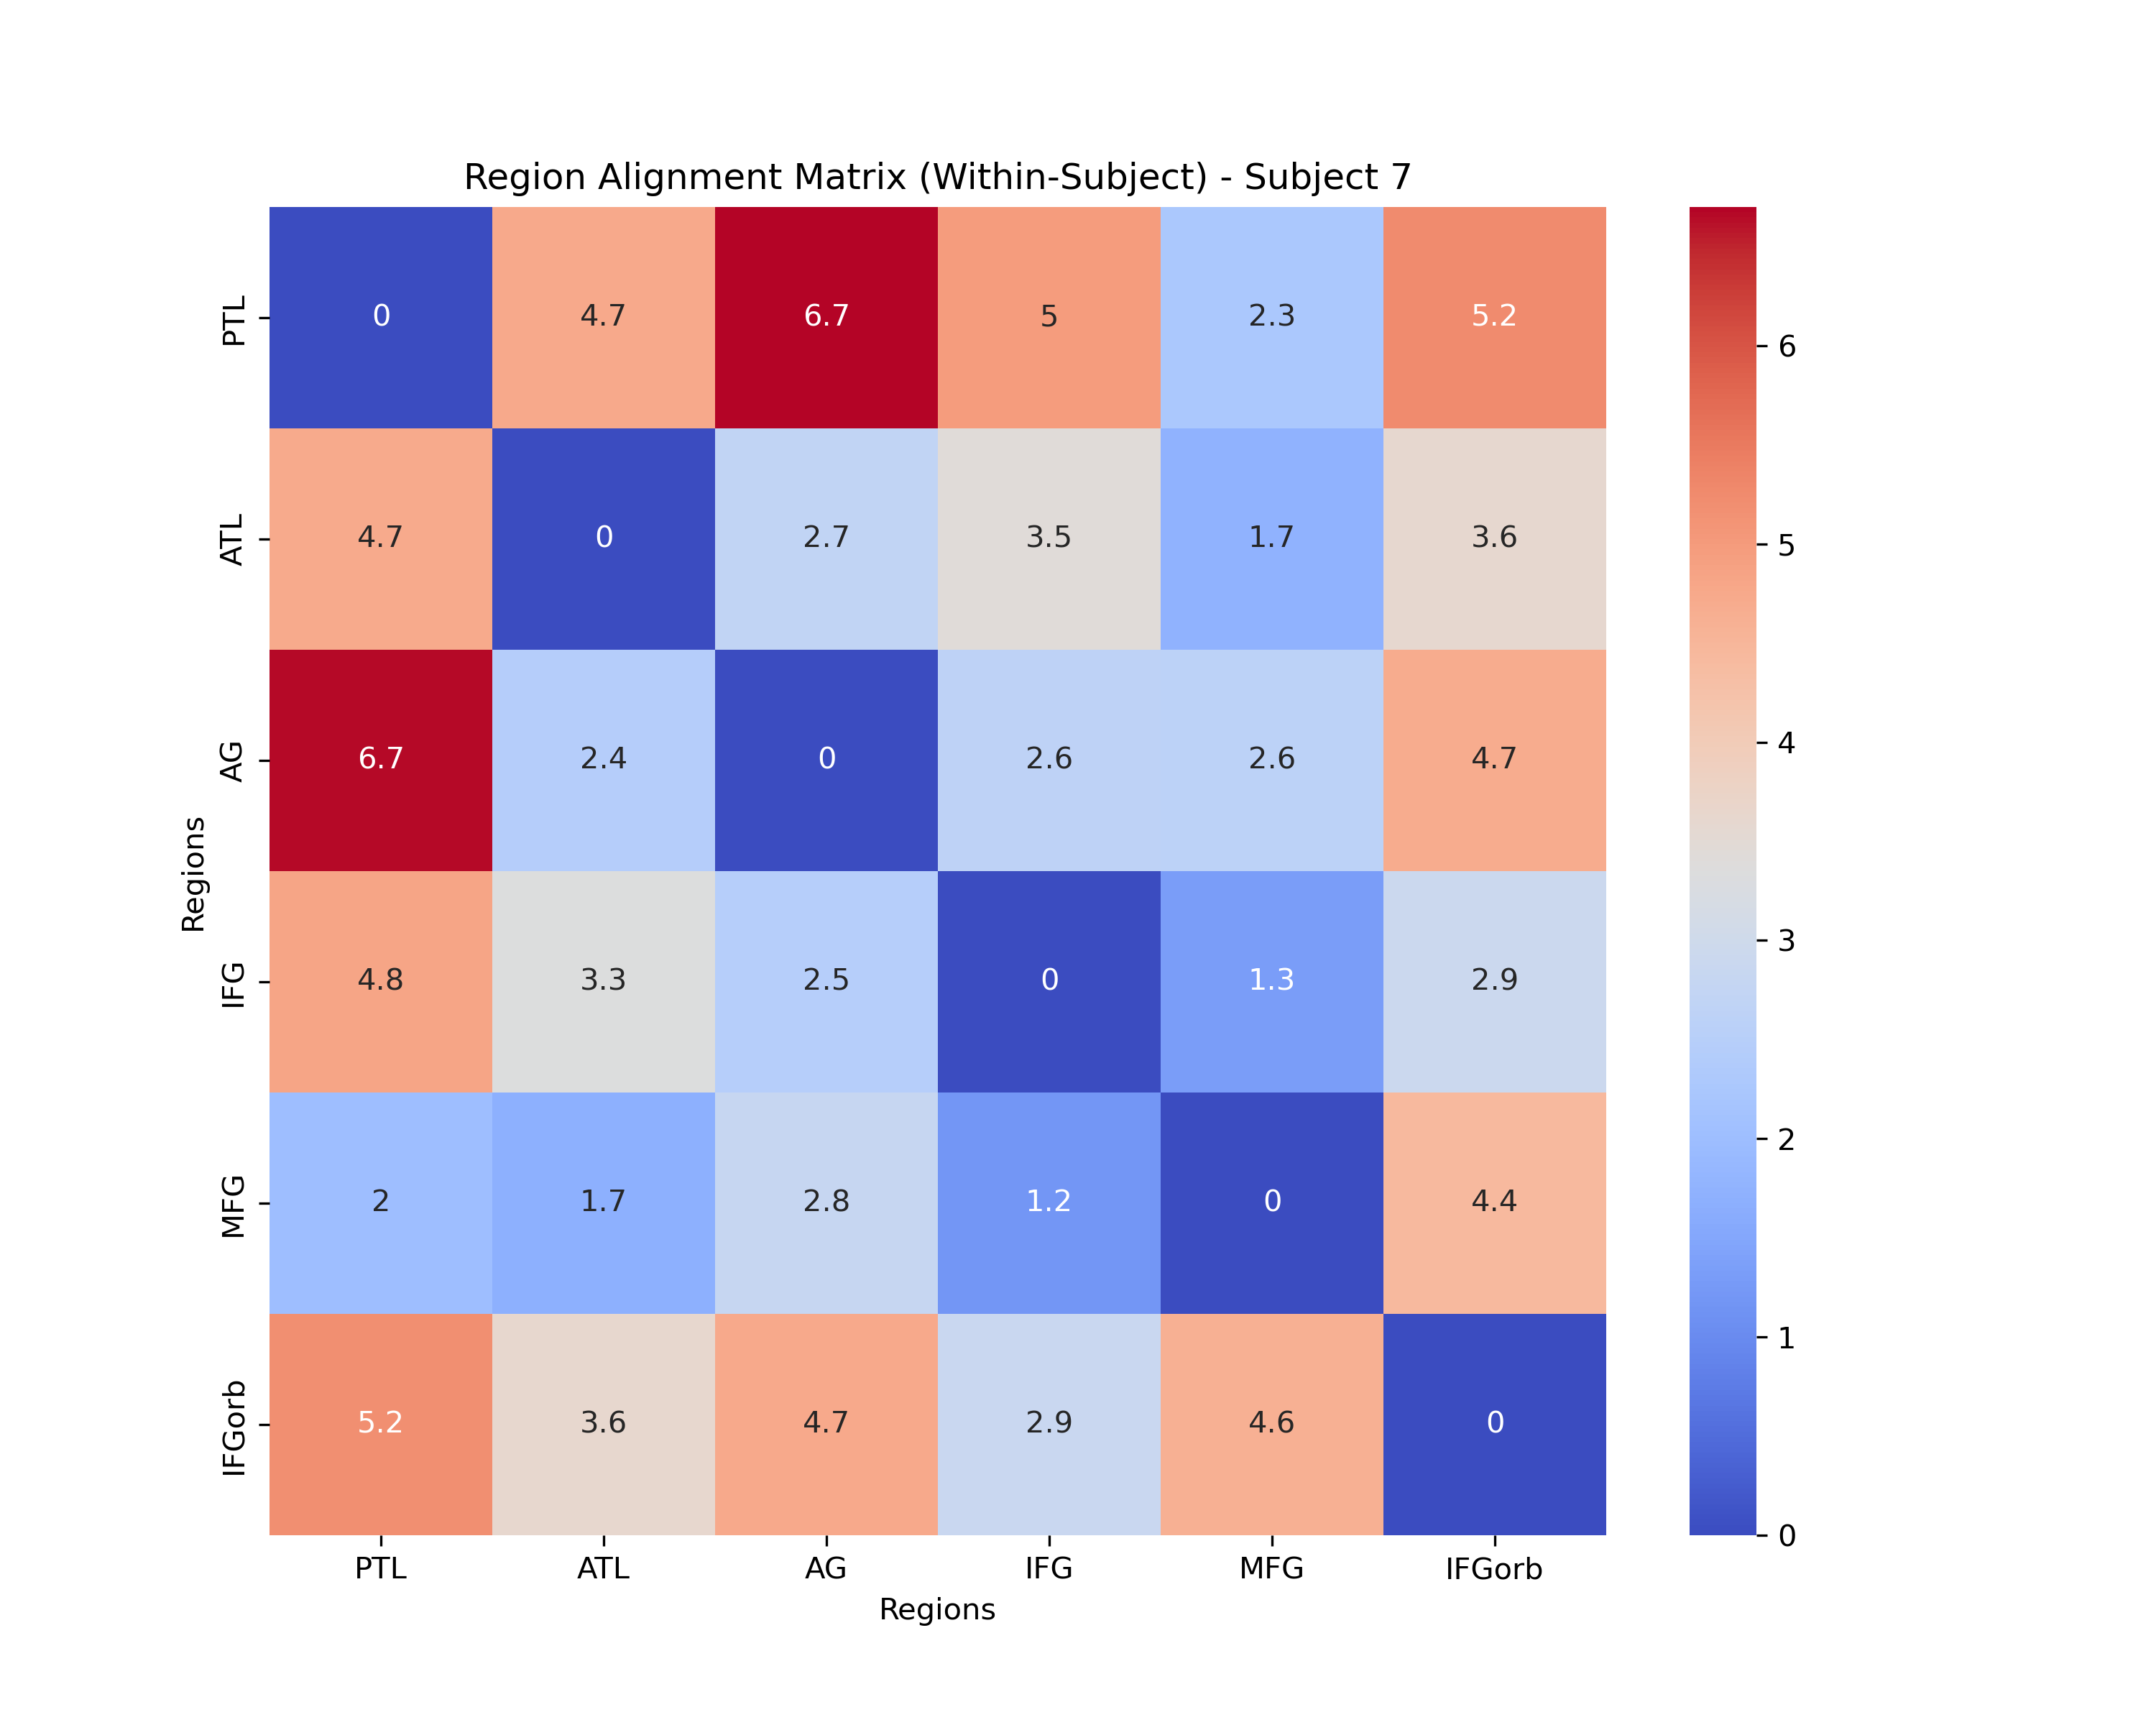 Region Alignment Matrix (Within-Subject) - Subject 7
PTL 0 4.7 6.7 5 2.3 5.2
ATL 4.7 0 2.7 3.5 1.7 3.6
AG 6.7 2.4 0 2.6 2.6 4.7
IFG 4.8 3.3 2.5 0 1.3 2.9
MFG 2 1.7 2.8 1.2 0 4.4
IFGorb 5.2 3.6 4.7 2.9 4.6 0
Regions
PTL ATL AG IFG MFG IFGorb
Regions
6
5
4
3
2
1
0